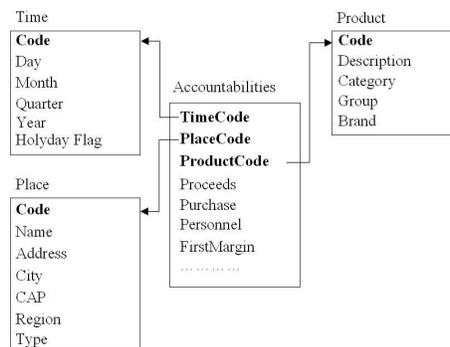 Time
Code
Day
Month
Quarter
Year
Holyday Flag
Place
Code
Name
Address
City
CAP
Region
Type
Accountabilities
TimeCode
PlaceCode
ProductCode
Proceeds
Purchase
Personnel
FirstMargin
…………
Product
Code
Description
Category
Group
Brand